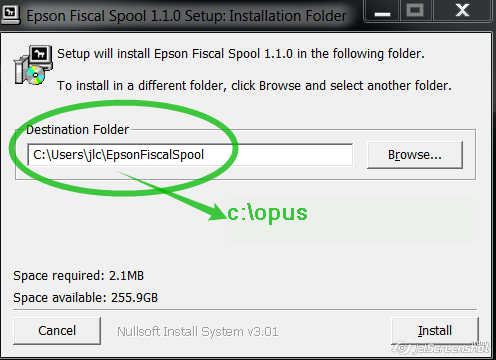 Epson Fiscal Spool 1.1.0 Setup: Installation Folder
Setup will install Epson Fiscal Spool 1.1.0 in the following folder.
To install in a different folder, click Browse and select another folder.
Destination Folder
C:\Users\jlc\EpsonFiscalSpool
Browse...
c:\opus
Space required: 2.1MB
Space available: 255.9GB
Cancel
Nullsoft Install System v3.01
Install
jetScreenshot